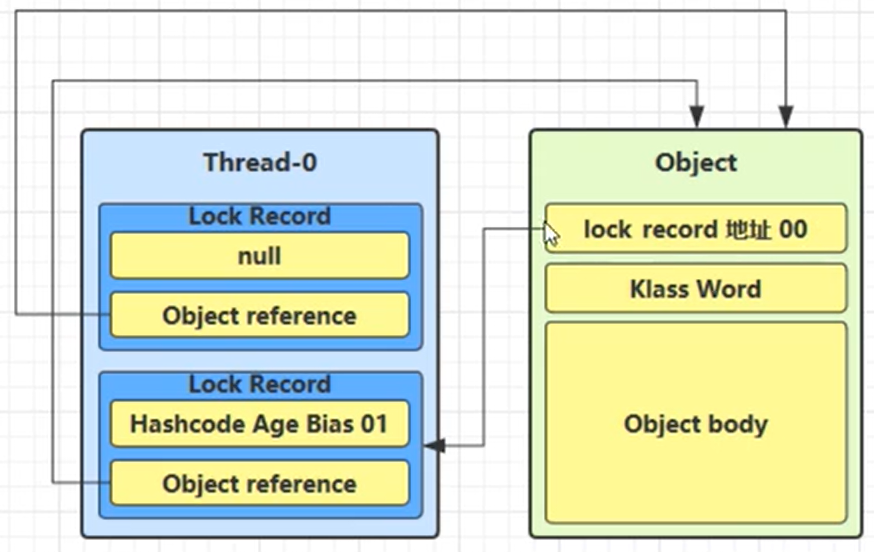 Thread-0
Lock Record
null
Object reference
Lock Record
Hashcode Age Bias 01
Object reference
Object
lock record 地址 00
Klass Word
Object body